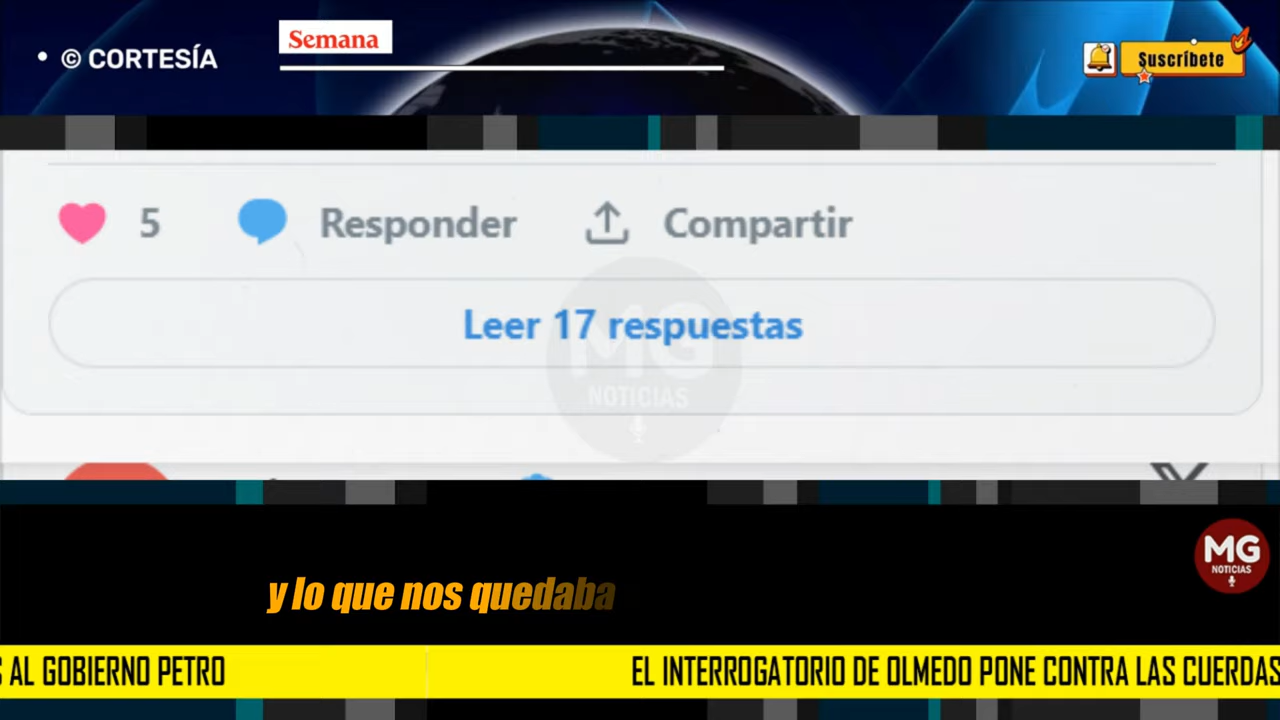 • © CORTESÍA
Semana
Suscríbete
5 Responder Compartir
Leer 17 respuestas
MG
NOTICIAS
MG
NOTICIAS
y lo que nos quedaba
S AL GOBIERNO PETRO
EL INTERROGATORIO DE OLMEDO PONE CONTRA LAS CUERDAS